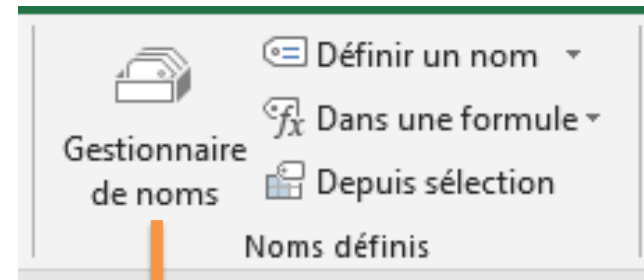 Gestionnaire
de noms
Définir un nom
Dans une formule
Depuis sélection
Noms définis